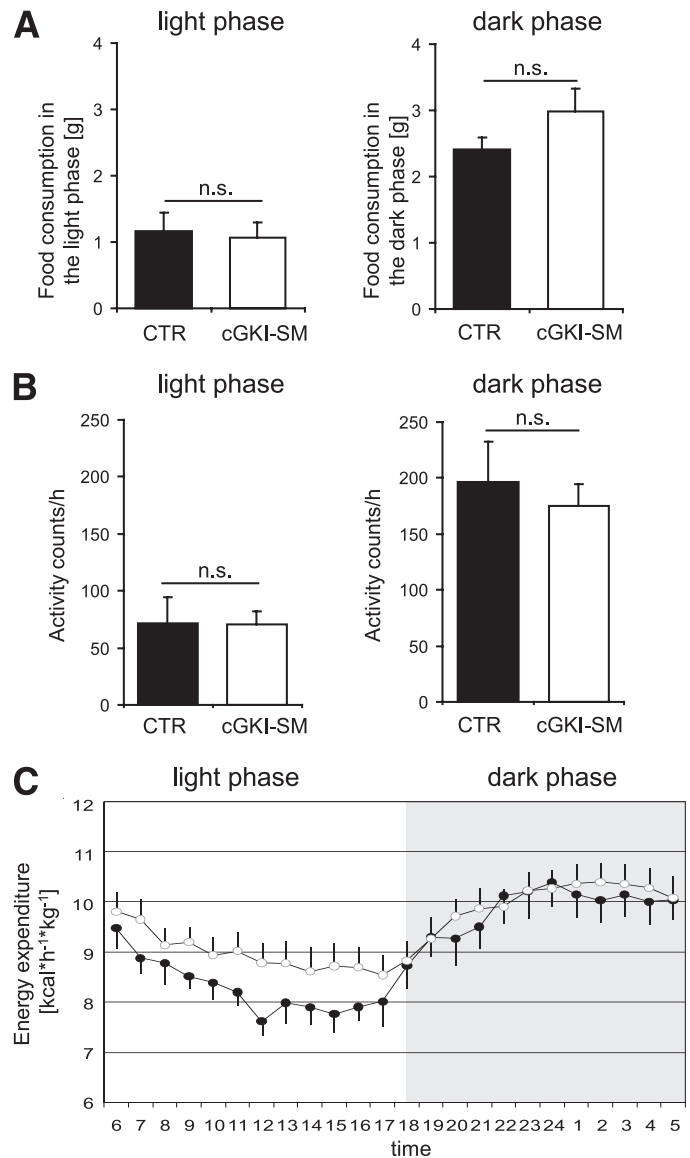 A
light phase
dark phase
Food consumption in
the light phase [g]
4
3
2
1
0
n.s.
CTR
cGKI-SM
Food consumption in
the dark phase [g]
4
3
2
1
0
n.s.
CTR
cGKI-SM
B
light phase
dark phase
Activity counts/h
250
200
150
100
50
0
n.s.
CTR
cGKI-SM
Activity counts/h
250
200
150
100
50
0
n.s.
CTR
cGKI-SM
C
light phase
dark phase
Energy expenditure
[kcal*h⁻¹*kg⁻¹]
12
11
10
9
8
7
6
6 7 8 9 10 11 12 13 14 15 16 17 18 19 20 21 22 23 24 1 2 3 4 5
time